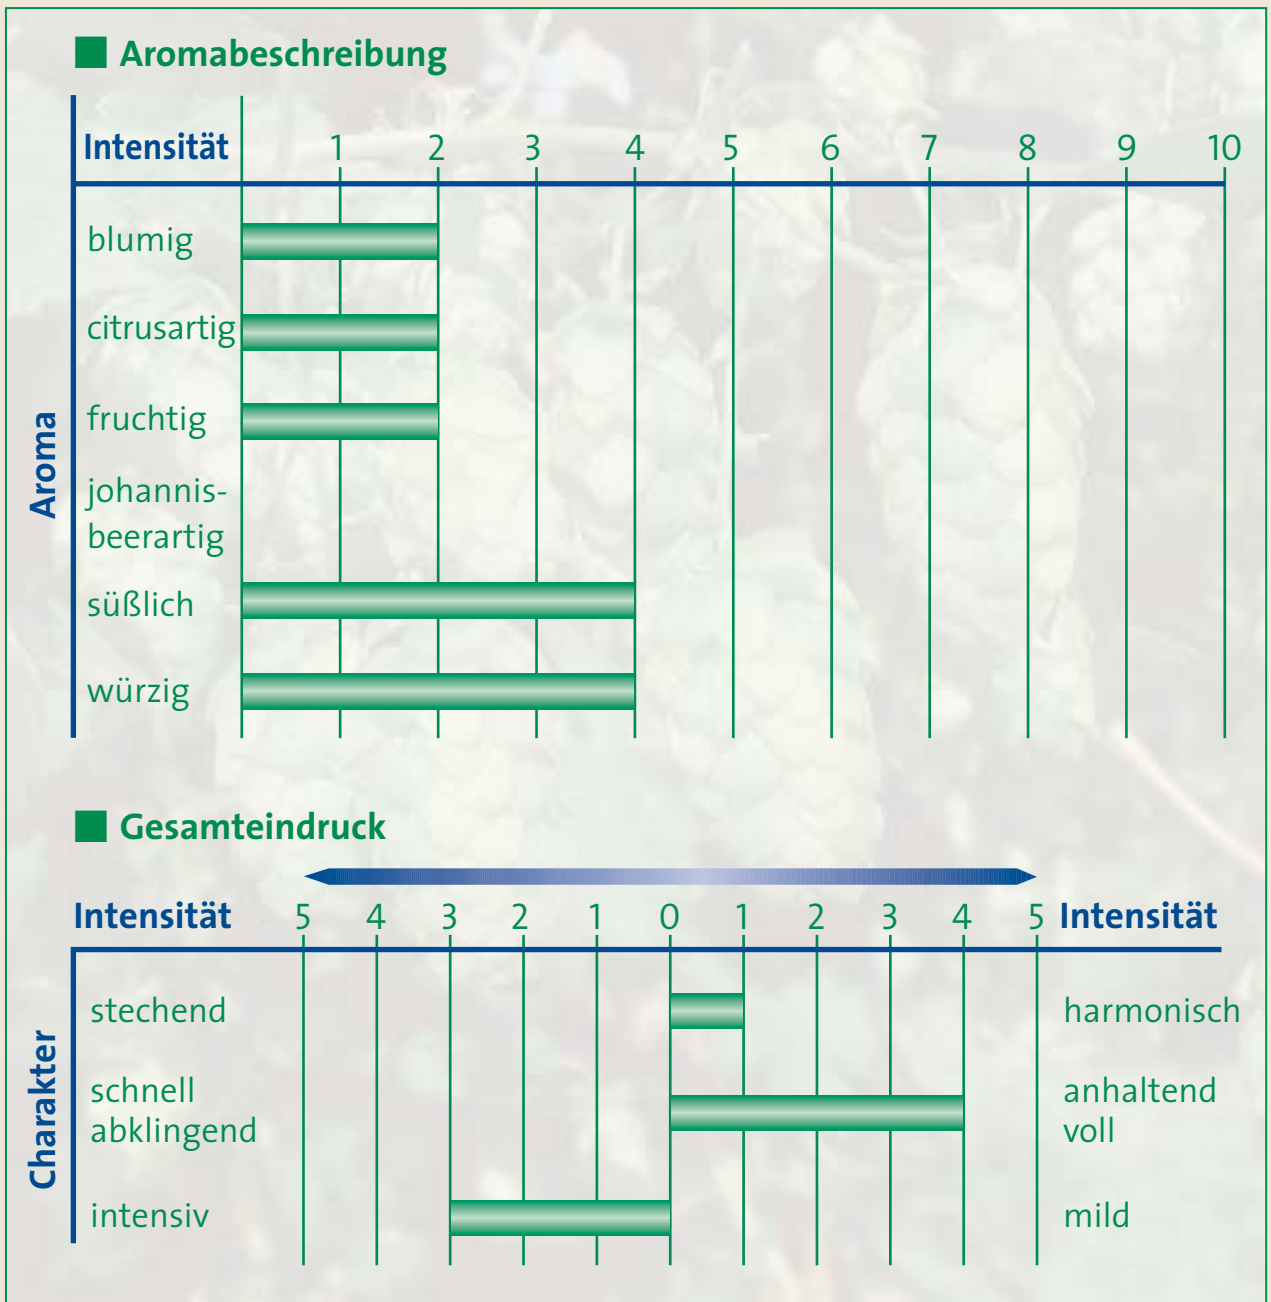 Aromabeschreibung
Intensität 1 2 3 4 5 6 7 8 9 10
Aroma
blumig
citrusartig
fruchtig
johannis-
beerartig
süßlich
würzig
Gesamteindruck
Intensität 5 4 3 2 1 0 1 2 3 4 5 Intensität
Charakter
stechend harmonisch
schnell anhaltend
abklingend voll
intensiv mild